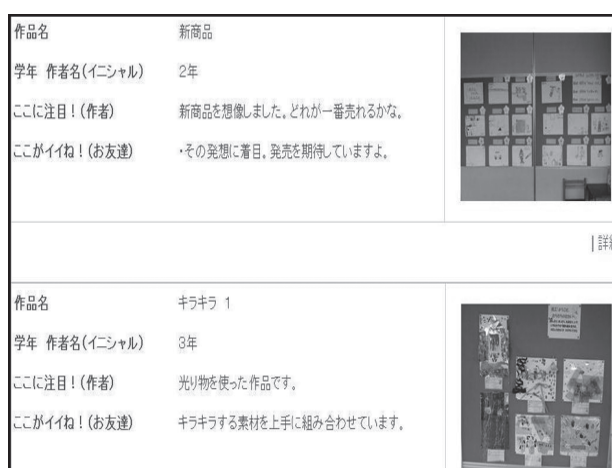 作品名 新商品
学年 作者名(イニシャル) 2年
ここに注目!(作者) 新商品を想像しました。どれが一番売れるかな。
ここがイイね!(お友達) ・その発想に着目。発売を期待していますよ。
作品名 キラキラ 1
学年 作者名(イニシャル) 3年
ここに注目!(作者) 光り物を使った作品です。
ここがイイね!(お友達) キラキラする素材を上手に組み合わせています。